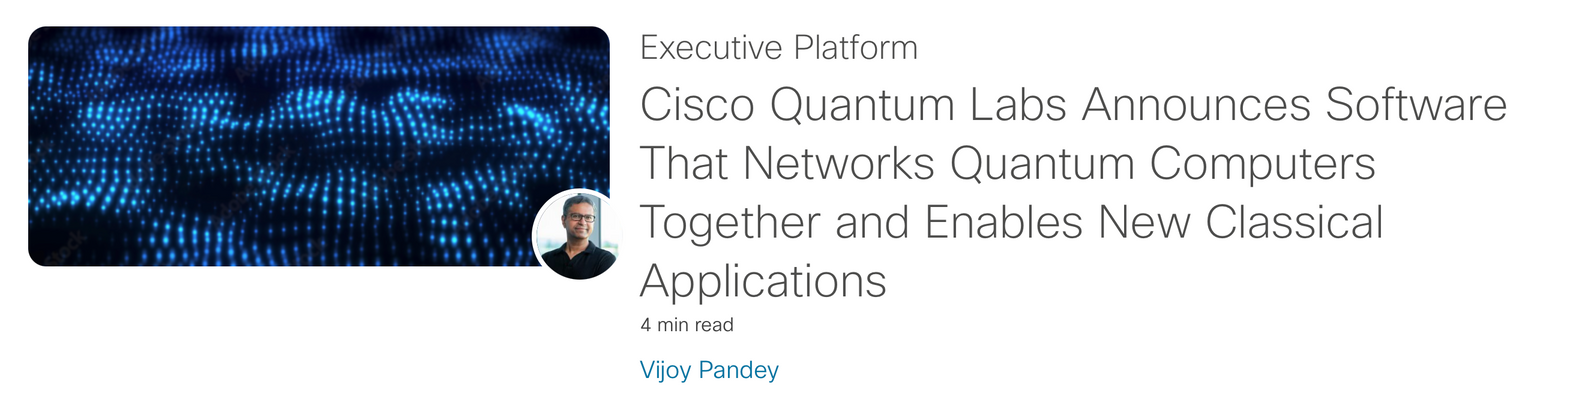 Executive Platform
Cisco Quantum Labs Announces Software
That Networks Quantum Computers
Together and Enables New Classical
Applications
4 min read
Vijoy Pandey